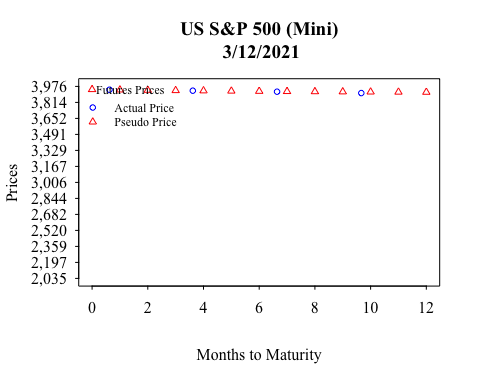 US S&P 500 (Mini)
3/12/2021
Prices
3,976
3,814
3,652
3,491
3,329
3,167
3,006
2,844
2,682
2,520
2,359
2,197
2,035
Futures Prices
Actual Price
Pseudo Price
0 2 4 6 8 10 12
Months to Maturity